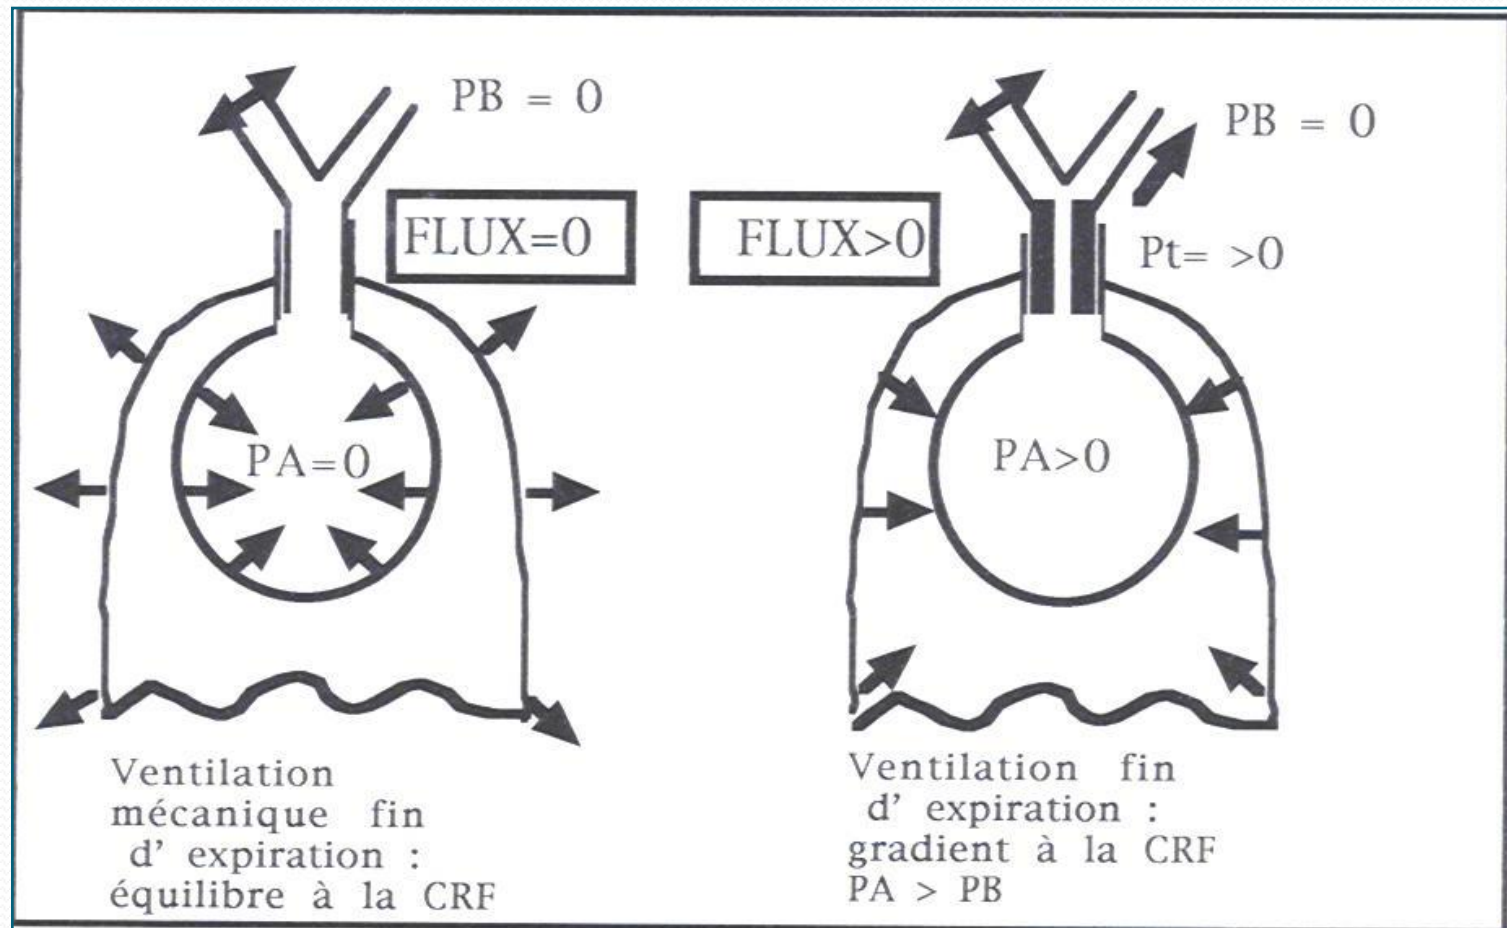 PB = 0
FLUX=0
PA=0
Ventilation
mécanique fin
d' expiration :
équilibre à la CRF
PB = 0
FLUX>0
Pt= >0
PA>0
Ventilation fin
d' expiration :
gradient à la CRF
PA > PB